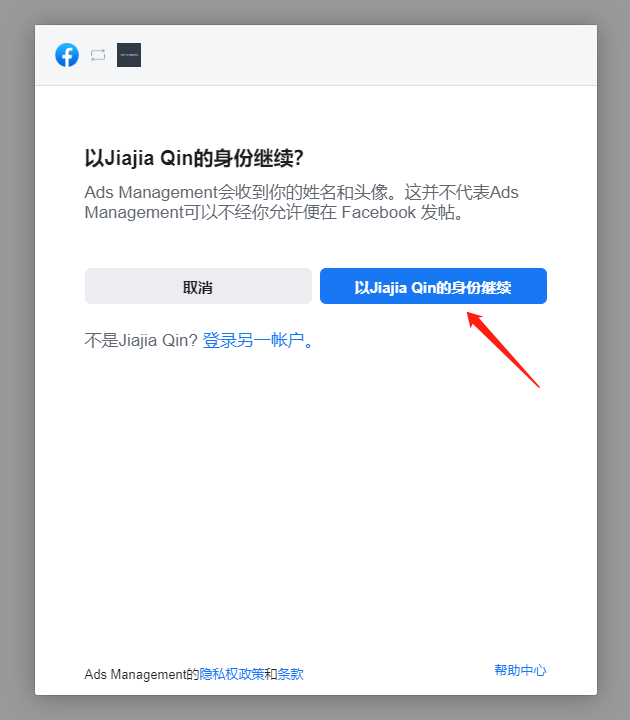 以Jiajia Qin的身份继续?
Ads Management会收到你的姓名和头像。这并不代表Ads
Management可以不经你允许便在 Facebook 发帖。
取消
以Jiajia Qin的身份继续
不是Jiajia Qin? 登录另一帐户。
Ads Management的隐私权政策和条款
帮助中心